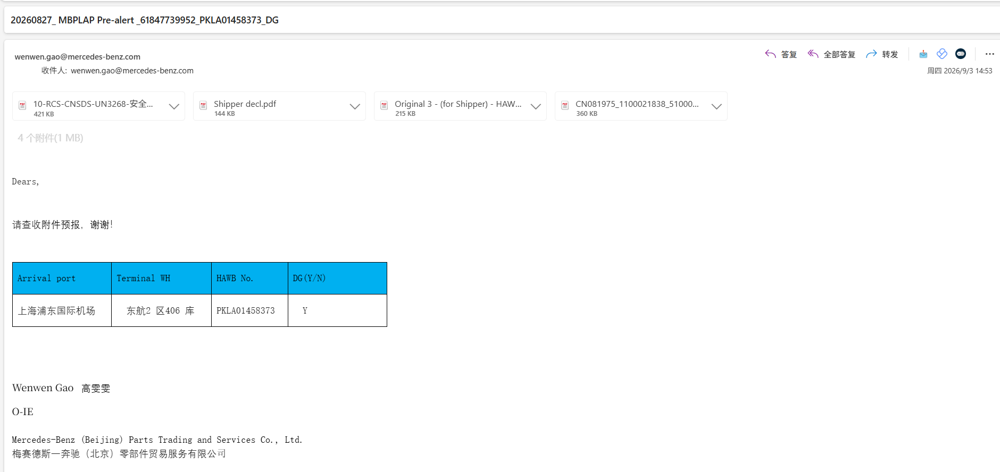 20260827_ MBPLAP Pre-alert _61847739952_PKLA01458373_DG
wenwen.gao@mercedes-benz.com
答复 全部答复 转发
收件人: wenwen.gao@mercedes-benz.com
周四 2026/9/3 14:53
10-RCS-CNSDS-UN3268-安全...
421 KB
Shipper decl.pdf
144 KB
Original 3 - (for Shipper) - HAW...
215 KB
CN081975_1100021838_51000...
360 KB
4 个附件(1 MB)
Dears,
请查收附件预报，谢谢！
Arrival port Terminal WH HAWB No. DG(Y/N)
上海浦东国际机场 东航2 区406 库 PKLA01458373 Y
Wenwen Gao 高雯雯
O-IE
Mercedes-Benz (Beijing) Parts Trading and Services Co., Ltd.
梅赛德斯—奔驰（北京）零部件贸易服务有限公司